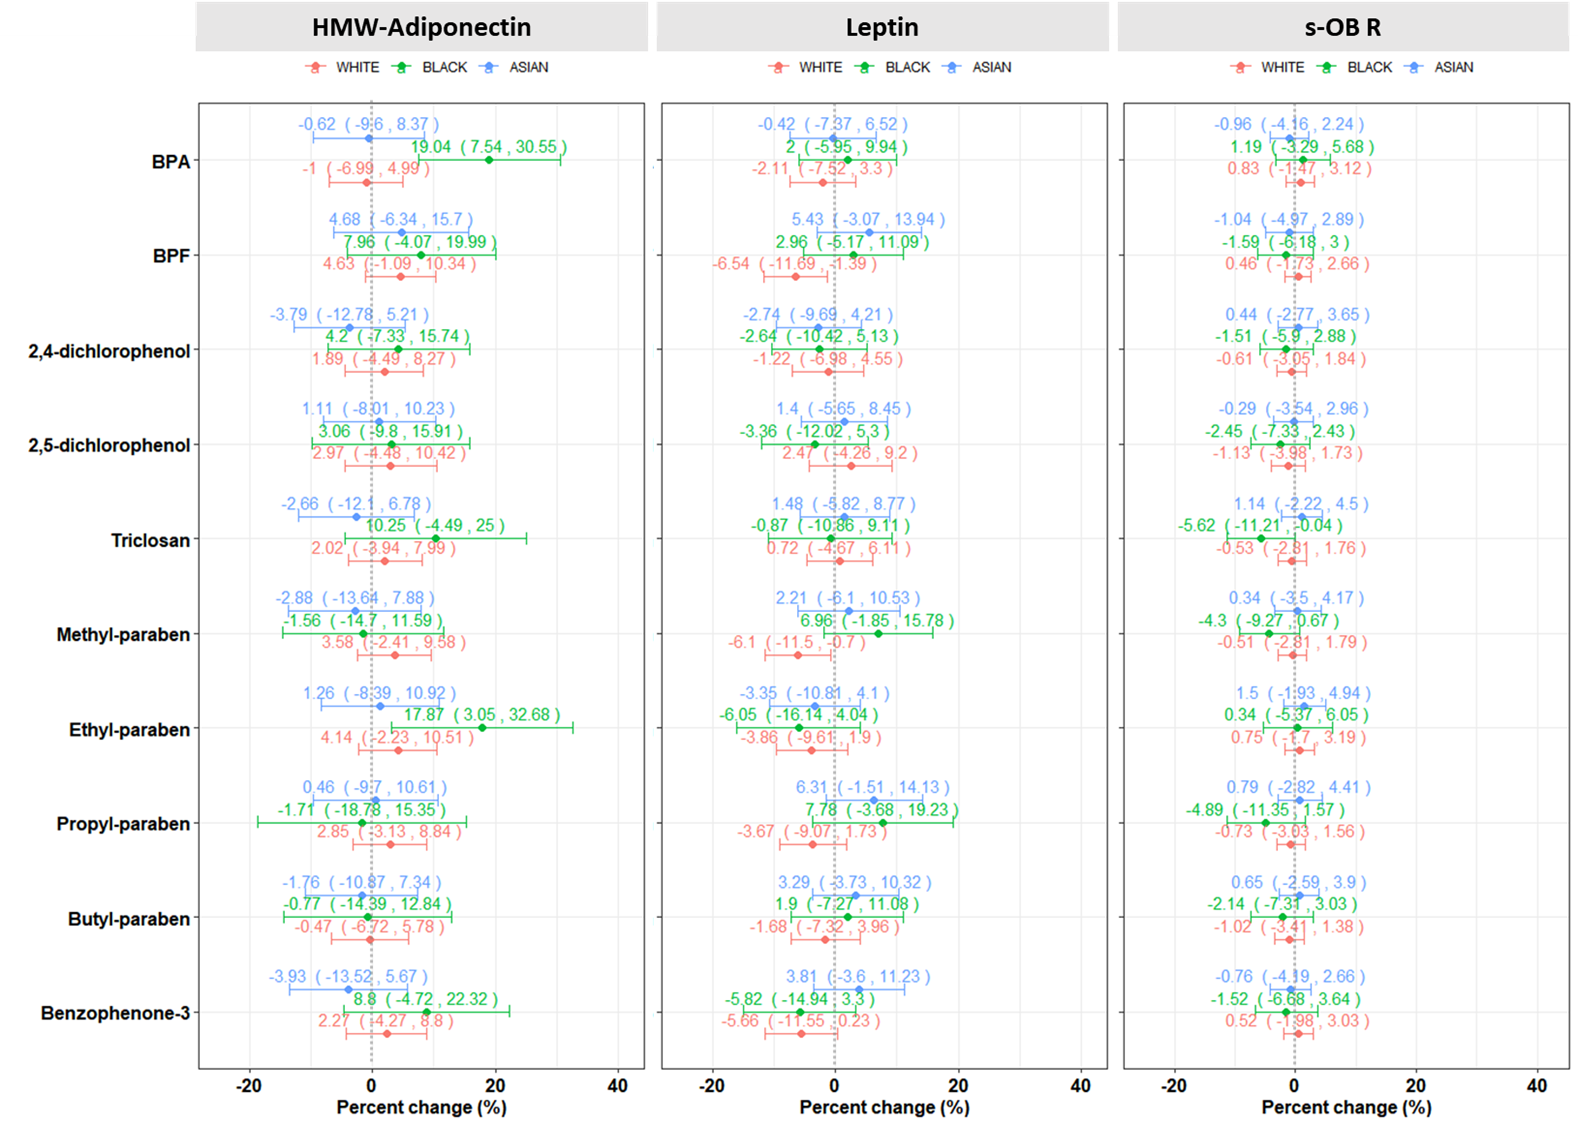 HMW-Adiponectin
Leptin
s-OB R
WHITE BLACK ASIAN
WHITE BLACK ASIAN
WHITE BLACK ASIAN
BPA
-0.62 ( -9.6 , 8.37 )
19.04 ( 7.54 , 30.55 )
-1 ( -6.99 , 4.99 )
-0.42 ( -7.37 , 6.52 )
2 ( -5.95 , 9.94 )
-2.11 ( -7.52 , 3.3 )
-0.96 ( -4.16 , 2.24 )
1.19 ( -3.29 , 5.68 )
0.83 ( -1.47 , 3.12 )
BPF
4.68 ( -6.34 , 15.7 )
7.96 ( -4.07 , 19.99 )
4.63 ( -1.09 , 10.34 )
5.43 ( -3.07 , 13.94 )
2.96 ( -5.17 , 11.09 )
-6.54 ( -11.69 , -1.39 )
-1.04 ( -4.97 , 2.89 )
-1.59 ( -6.18 , 3 )
0.46 ( -1.73 , 2.66 )
2,4-dichlorophenol
-3.79 ( -12.78 , 5.21 )
4.2 ( -7.33 , 15.74 )
1.89 ( -4.49 , 8.27 )
-2.74 ( -9.69 , 4.21 )
-2.64 ( -10.42 , 5.13 )
-1.22 ( -6.98 , 4.55 )
0.44 ( -2.77 , 3.65 )
-1.51 ( -5.9 , 2.88 )
-0.61 ( -3.05 , 1.84 )
2,5-dichlorophenol
1.11 ( -8.01 , 10.23 )
3.06 ( -9.8 , 15.91 )
2.97 ( -4.48 , 10.42 )
1.4 ( -5.65 , 8.45 )
-3.36 ( -12.02 , 5.3 )
2.47 ( -4.26 , 9.2 )
-0.29 ( -3.54 , 2.96 )
-2.45 ( -7.33 , 2.43 )
-1.13 ( -3.98 , 1.73 )
Triclosan
-2.66 ( -12.1 , 6.78 )
10.25 ( -4.49 , 25 )
2.02 ( -3.94 , 7.99 )
1.48 ( -5.82 , 8.77 )
-0.87 ( -10.86 , 9.11 )
0.72 ( -4.67 , 6.11 )
1.14 ( -2.22 , 4.5 )
-5.62 ( -11.21 , -0.04 )
-0.53 ( -2.81 , 1.76 )
Methyl-paraben
-2.88 ( -13.64 , 7.88 )
-1.56 ( -14.7 , 11.59 )
3.58 ( -2.41 , 9.58 )
2.21 ( -6.1 , 10.53 )
6.96 ( -1.85 , 15.78 )
-6.1 ( -11.5 , -0.7 )
0.34 ( -3.5 , 4.17 )
-4.3 ( -9.27 , 0.67 )
-0.51 ( -2.81 , 1.79 )
Ethyl-paraben
1.26 ( -8.39 , 10.92 )
17.87 ( 3.05 , 32.68 )
4.14 ( -2.23 , 10.51 )
-3.35 ( -10.81 , 4.1 )
-6.05 ( -16.14 , 4.04 )
-3.86 ( -9.61 , 1.9 )
1.5 ( -1.93 , 4.94 )
0.34 ( -5.37 , 6.05 )
0.75 ( -1.7 , 3.19 )
Propyl-paraben
0.46 ( -9.7 , 10.61 )
-1.71 ( -18.78 , 15.35 )
2.85 ( -3.13 , 8.84 )
6.31 ( -1.51 , 14.13 )
7.78 ( -3.68 , 19.23 )
-3.67 ( -9.07 , 1.73 )
0.79 ( -2.82 , 4.41 )
-4.89 ( -11.35 , 1.57 )
-0.73 ( -3.03 , 1.56 )
Butyl-paraben
-1.76 ( -10.87 , 7.34 )
-0.77 ( -14.39 , 12.84 )
-0.47 ( -6.72 , 5.78 )
3.29 ( -3.73 , 10.32 )
1.9 ( -7.27 , 11.08 )
-1.68 ( -7.32 , 3.96 )
0.65 ( -2.59 , 3.9 )
-2.14 ( -7.31 , 3.03 )
-1.02 ( -3.41 , 1.38 )
Benzophenone-3
-3.93 ( -13.52 , 5.67 )
8.8 ( -4.72 , 22.32 )
2.27 ( -4.27 , 8.8 )
3.81 ( -3.6 , 11.23 )
-5.82 ( -14.94 , 3.3 )
-5.66 ( -11.55 , 0.23 )
-0.76 ( -4.19 , 2.66 )
-1.52 ( -6.68 , 3.64 )
0.52 ( -1.98 , 3.03 )
-20 0 20 40
-20 0 20 40
-20 0 20 40
Percent change (%)
Percent change (%)
Percent change (%)